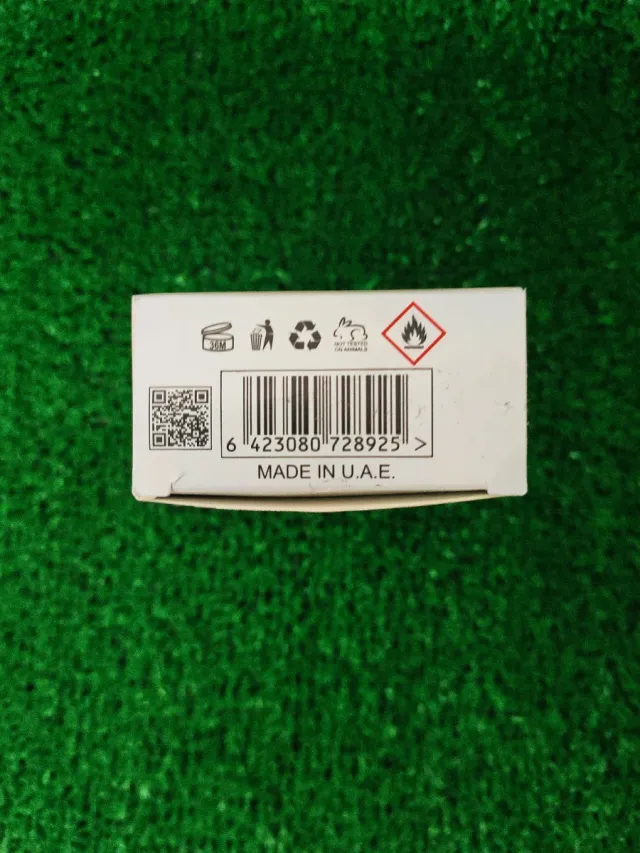 36M
NOT TESTED
ON ANIMALS
6 423080 728925 >
MADE IN U.A.E.